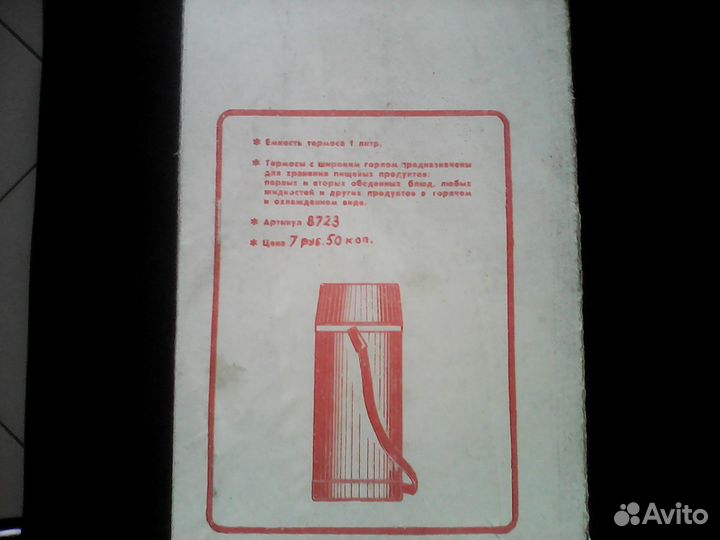 * Емкость термоса 1 литр.
* Термосы с широким горлом предназначены
для хранения пищевых продуктов:
первых и вторых обеденных блюд, любых
жидкостей и других продуктов в горячем
и охлажденном виде.
* Артикул 8723
* Цена 7 руб. 50 коп.
Avito